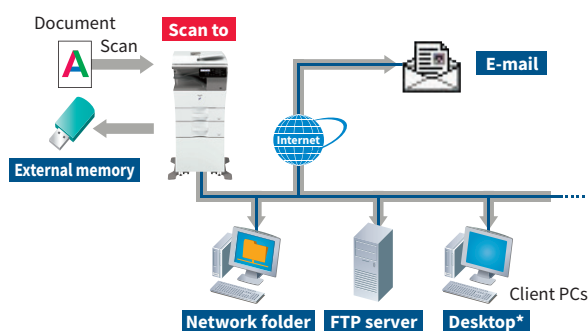 Document
Scan
A
Scan to
E-mail
External memory
Internet
Network folder
FTP server
Desktop*
Client PCs